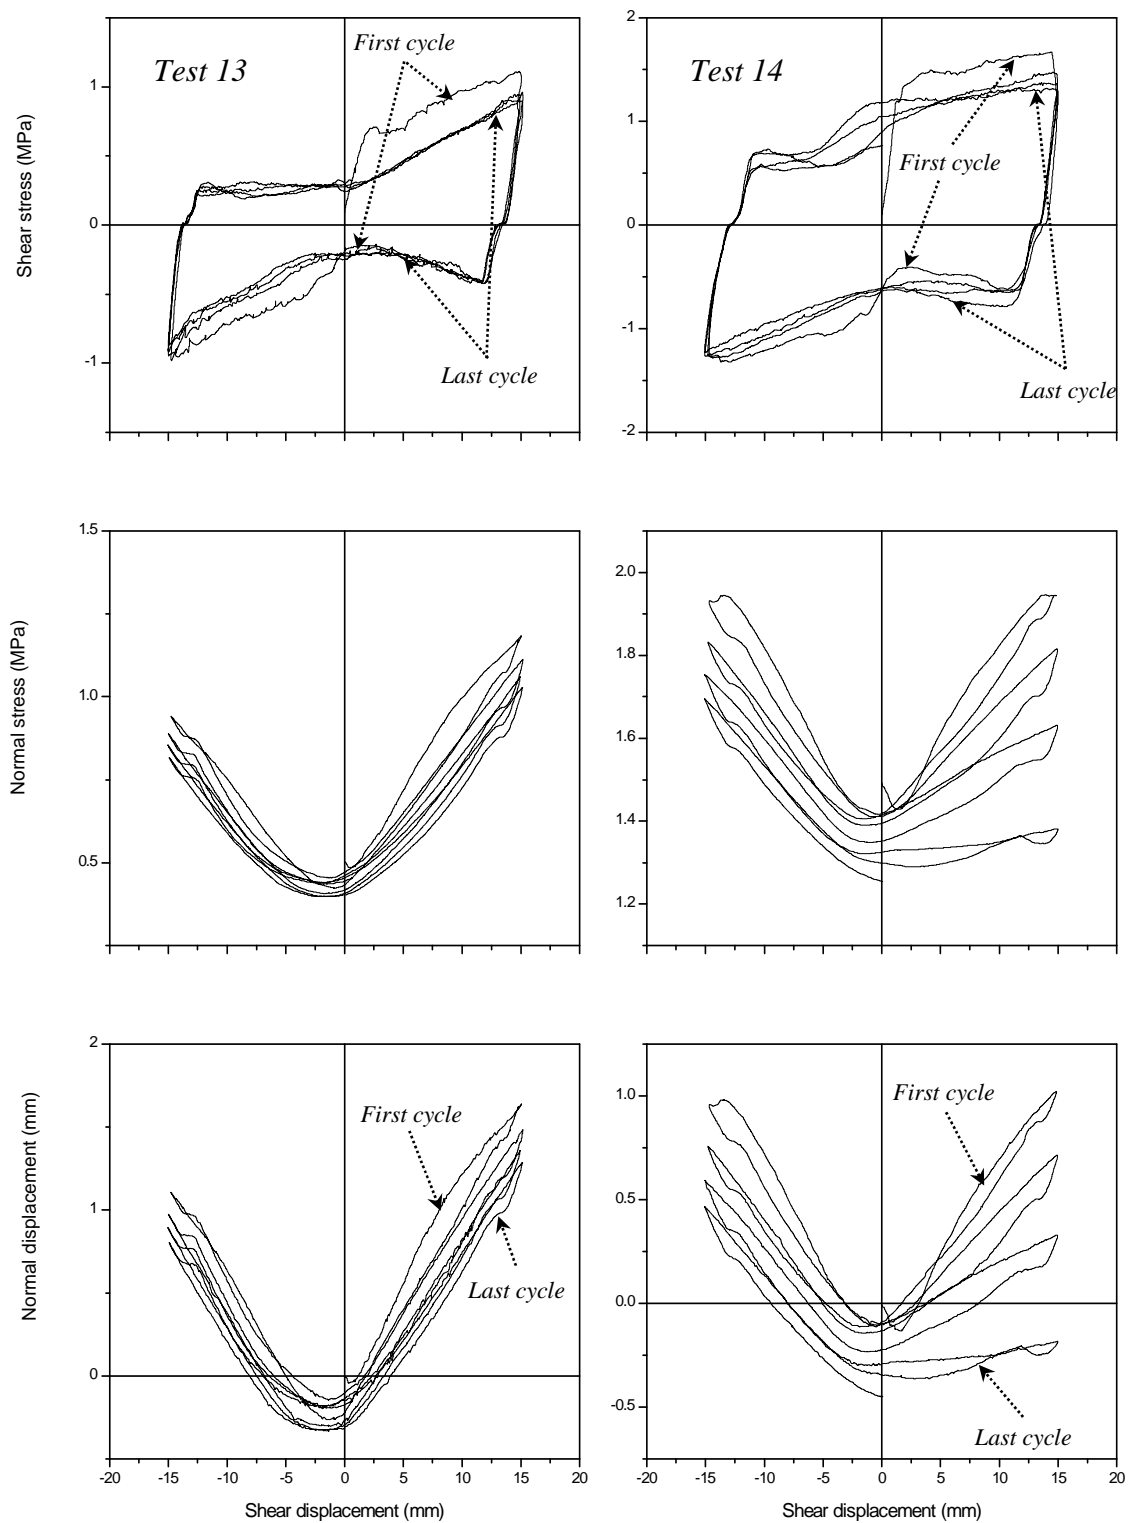 Test 13
First cycle
Last cycle
Shear stress (MPa)
1
0
-1
Test 14
First cycle
Last cycle
2
1
0
-1
-2
Normal stress (MPa)
1.5
1.0
0.5
2.0
1.8
1.6
1.4
1.2
Normal displacement (mm)
2
1
0
First cycle
Last cycle
-20 -15 -10 -5 0 5 10 15 20
Shear displacement (mm)
1.0
0.5
0.0
-0.5
First cycle
Last cycle
-20 -15 -10 -5 0 5 10 15 20
Shear displacement (mm)